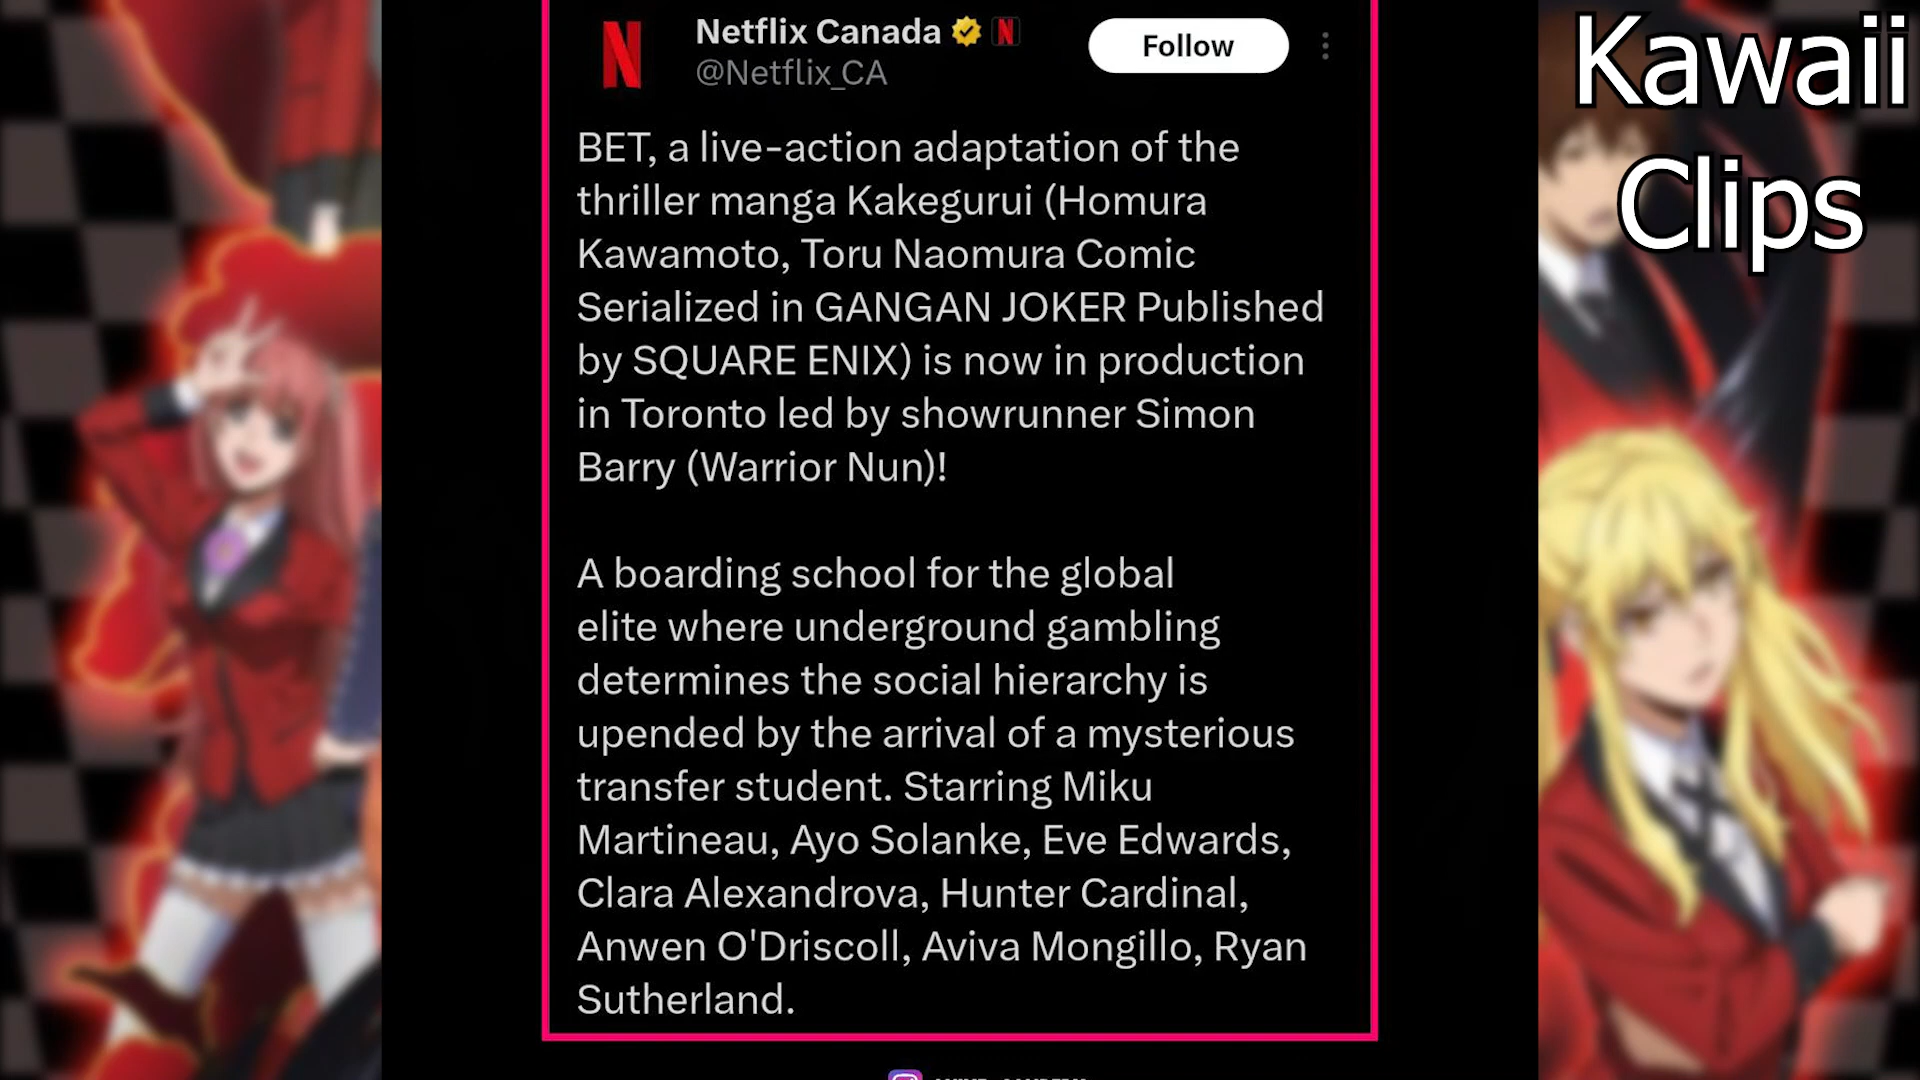 Netflix Canada
@Netflix_CA
Follow
Kawaii
Clips
BET, a live-action adaptation of the
thriller manga Kakegurui (Homura
Kawamoto, Toru Naomura Comic
Serialized in GANGAN JOKER Published
by SQUARE ENIX) is now in production
in Toronto led by showrunner Simon
Barry (Warrior Nun)!
A boarding school for the global
elite where underground gambling
determines the social hierarchy is
upended by the arrival of a mysterious
transfer student. Starring Miku
Martineau, Ayo Solanke, Eve Edwards,
Clara Alexandrova, Hunter Cardinal,
Anwen O'Driscoll, Aviva Mongillo, Ryan
Sutherland.